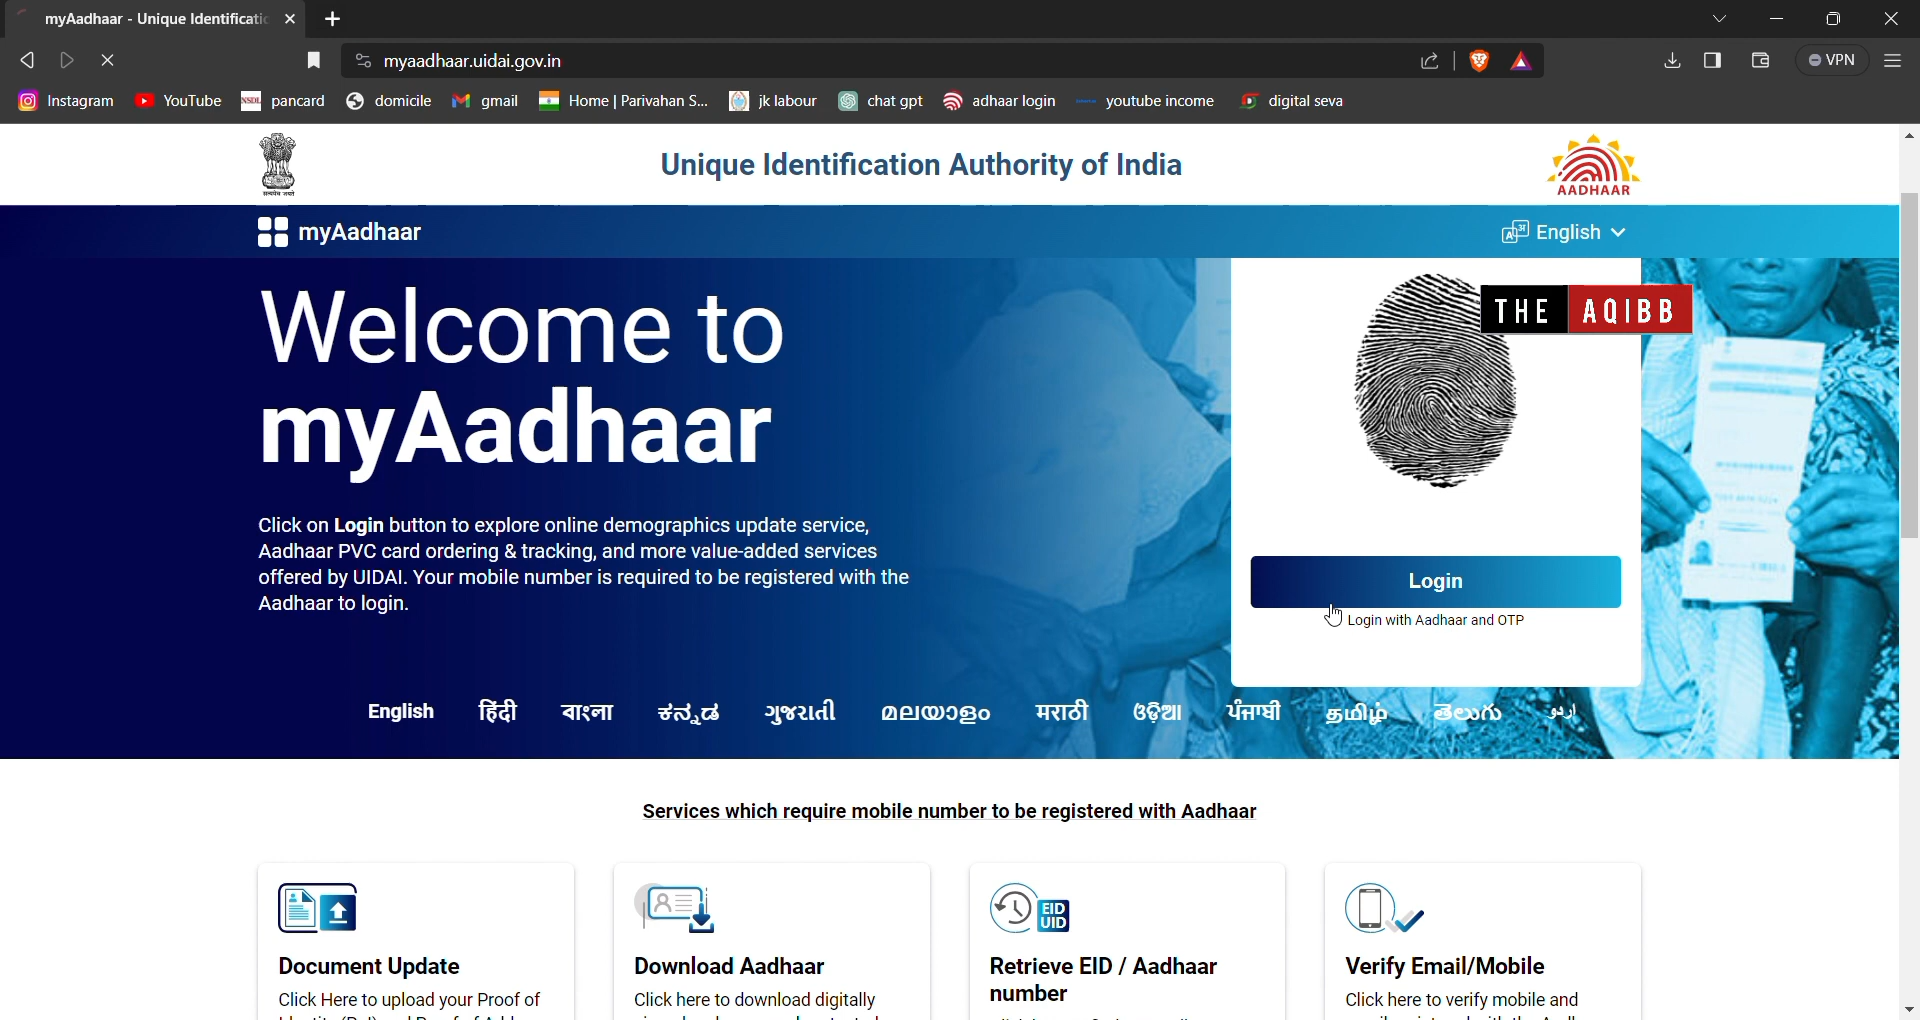 myAadhaar - Unique Identificatic
myaadhaar.uidai.gov.in
VPN
Instagram YouTube NSDL pancard domicile gmail Home | Parivahan S... jk labour chat gpt adhaar login youtube income digital seva
सत्यमेव जयते
Unique Identification Authority of India
AADHAAR
myAadhaar
English
Welcome to
myAadhaar
THE AQIBB
Click on Login button to explore online demographics update service,
Aadhaar PVC card ordering & tracking, and more value-added services
offered by UIDAI. Your mobile number is required to be registered with the
Aadhaar to login.
Login
Login with Aadhaar and OTP
English हिंदी বাংলা ಕನ್ನಡ ગુજરાતી മലയാളം मराठी ଓଡ଼ିଆ ਪੰਜਾਬੀ தமிழ் తెలుగు اردو
Services which require mobile number to be registered with Aadhaar
EID
UID
Document Update Download Aadhaar Retrieve EID / Aadhaar Verify Email/Mobile
number
Click Here to upload your Proof of Click here to download digitally Click here to verify mobile and